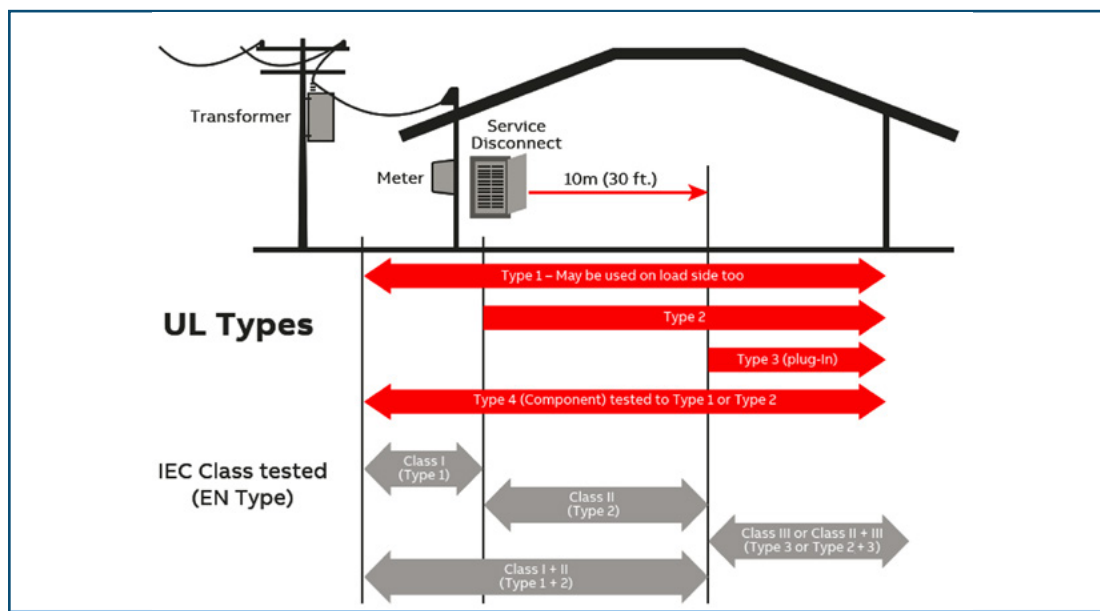 Transformer
Service
Disconnect
Meter
10m (30 ft.)
Type 1 – May be used on load side too
UL Types
Type 2
Type 3 (plug-In)
Type 4 (Component) tested to Type 1 or Type 2
IEC Class tested
(EN Type)
Class I
(Type 1)
Class II
(Type 2)
Class III or Class II + III
(Type 3 or Type 2 + 3)
Class I + II
(Type 1 + 2)